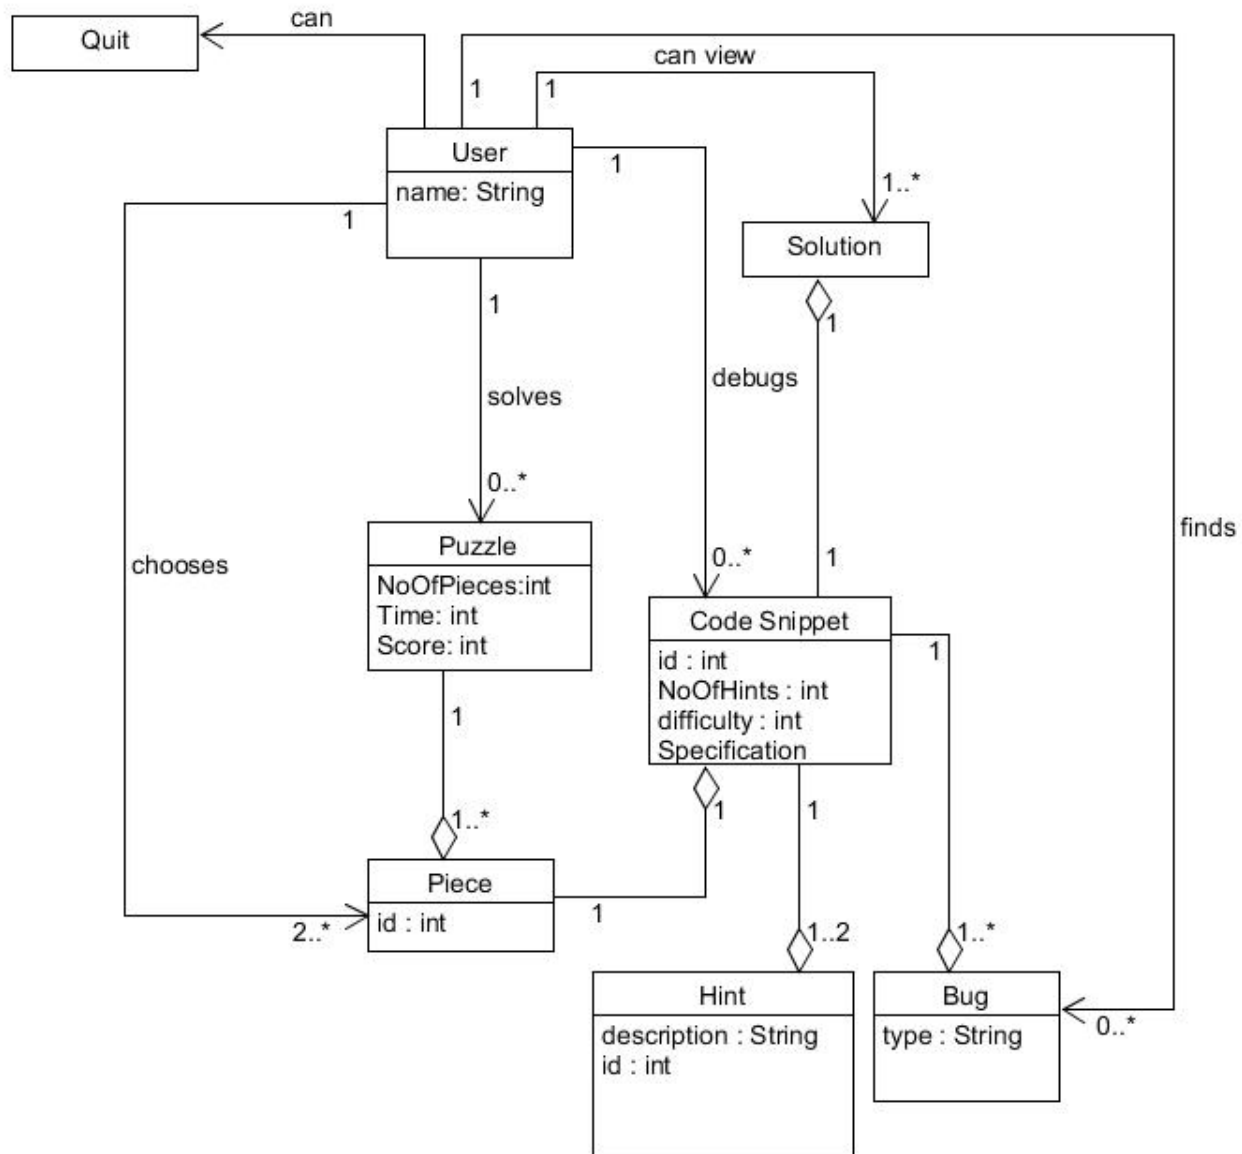 can
Quit
can view
1
1
User
name: String
1
1
1
1..*
Solution
1
solves
debugs
0..*
chooses
Puzzle
NoOfPieces:int
Time: int
Score: int
0..*
1
finds
Code Snippet
id : int
NoOfHints : int
difficulty : int
Specification
1
1
1
1
1..*
Piece
id : int
1
2..*
1..2
1..*
Hint
description : String
id : int
Bug
type : String
0..*